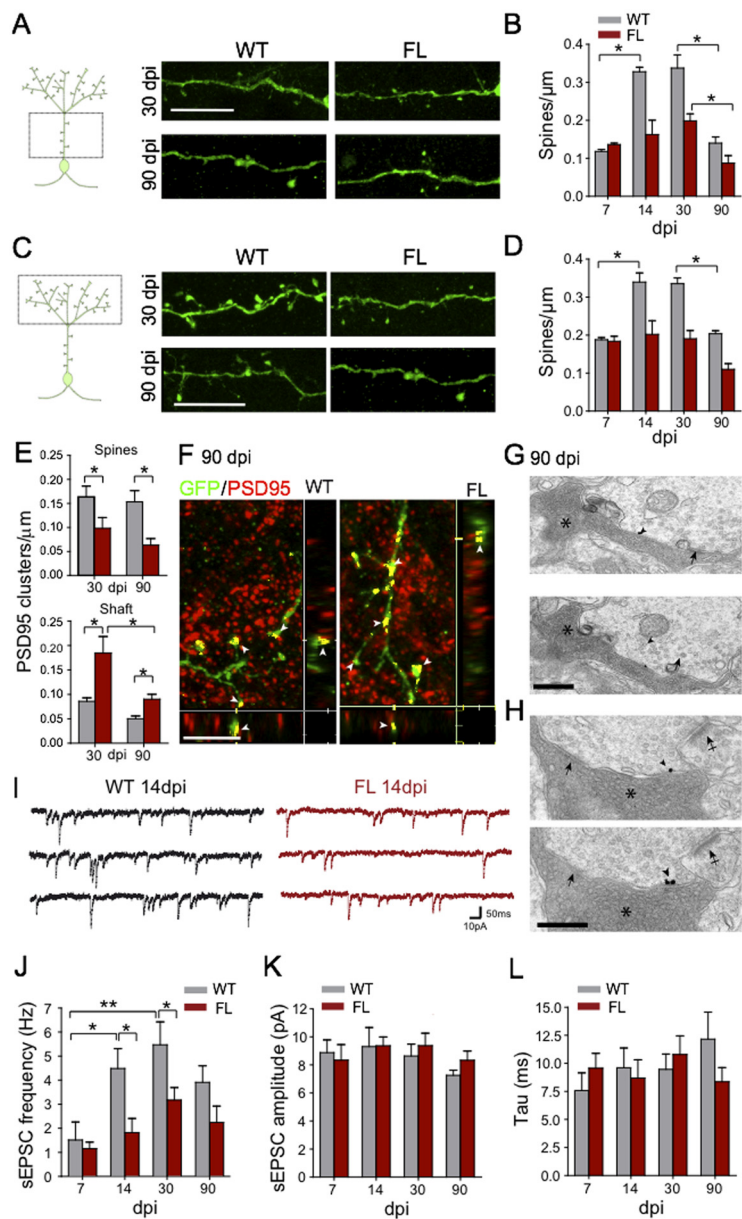 A
WT
FL
30 dpi
90 dpi
B
WT
FL
Spines/µm
0.4
0.3
0.2
0.1
0.0
*
*
*
7 14 30 90
dpi
C
WT
FL
30 dpi
90 dpi
D
Spines/µm
0.4
0.3
0.2
0.1
0.0
*
*
7 14 30 90
dpi
E
PSD95 clusters/µm
Spines
0.25
0.20
0.15
0.10
0.05
0.00
*
*
30 dpi 90
Shaft
0.25
0.20
0.15
0.10
0.05
0.00
*
*
*
30 dpi 90
F 90 dpi
GFP/PSD95 WT
FL
G 90 dpi
*
*
H
*
*
I
WT 14dpi
FL 14dpi
50ms
10pA
J
WT
FL
sEPSC frequency (Hz)
7
6
5
4
3
2
1
0
**
*
*
*
7 14 30 90
dpi
K
WT
FL
sEPSC amplitude (pA)
12.5
10.0
7.5
5.0
2.5
0.0
7 14 30 90
dpi
L
WT
FL
Tau (ms)
15.0
12.5
10.0
7.5
5.0
2.5
0.0
7 14 30 90
dpi